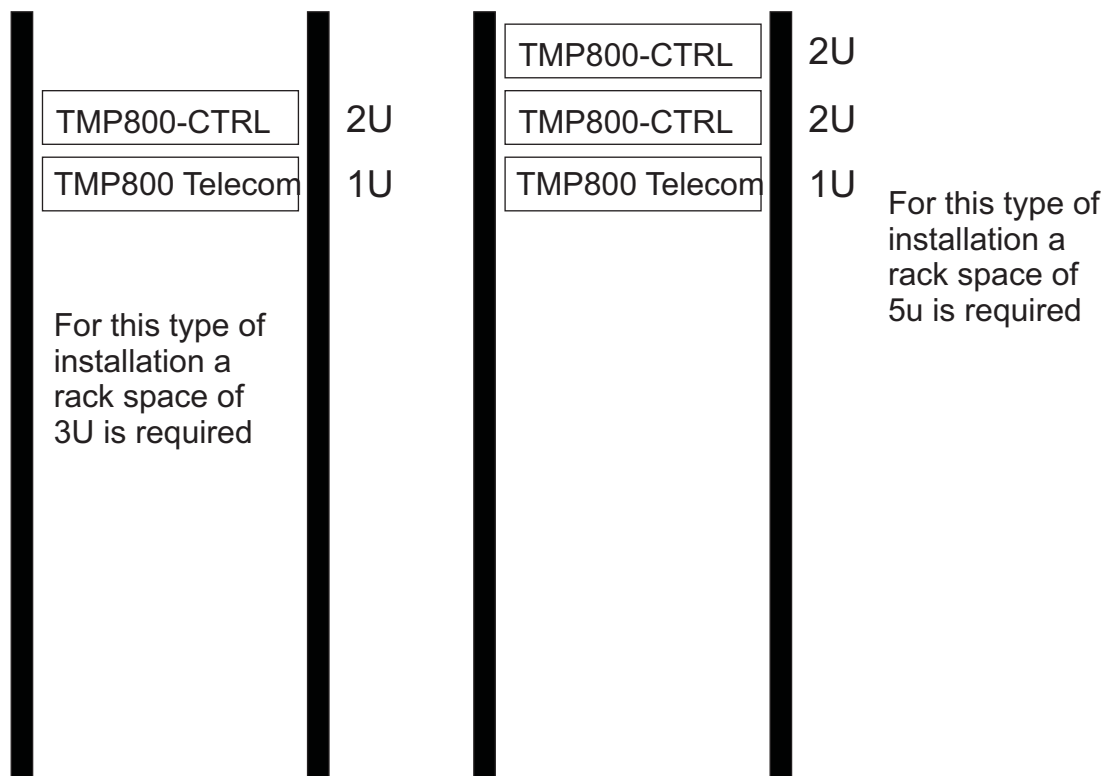 TMP800-CTRL 2U
TMP800 Telecom 1U
For this type of
installation a
rack space of
3U is required
TMP800-CTRL 2U
TMP800-CTRL 2U
TMP800 Telecom 1U
For this type of
installation a
rack space of
5u is required